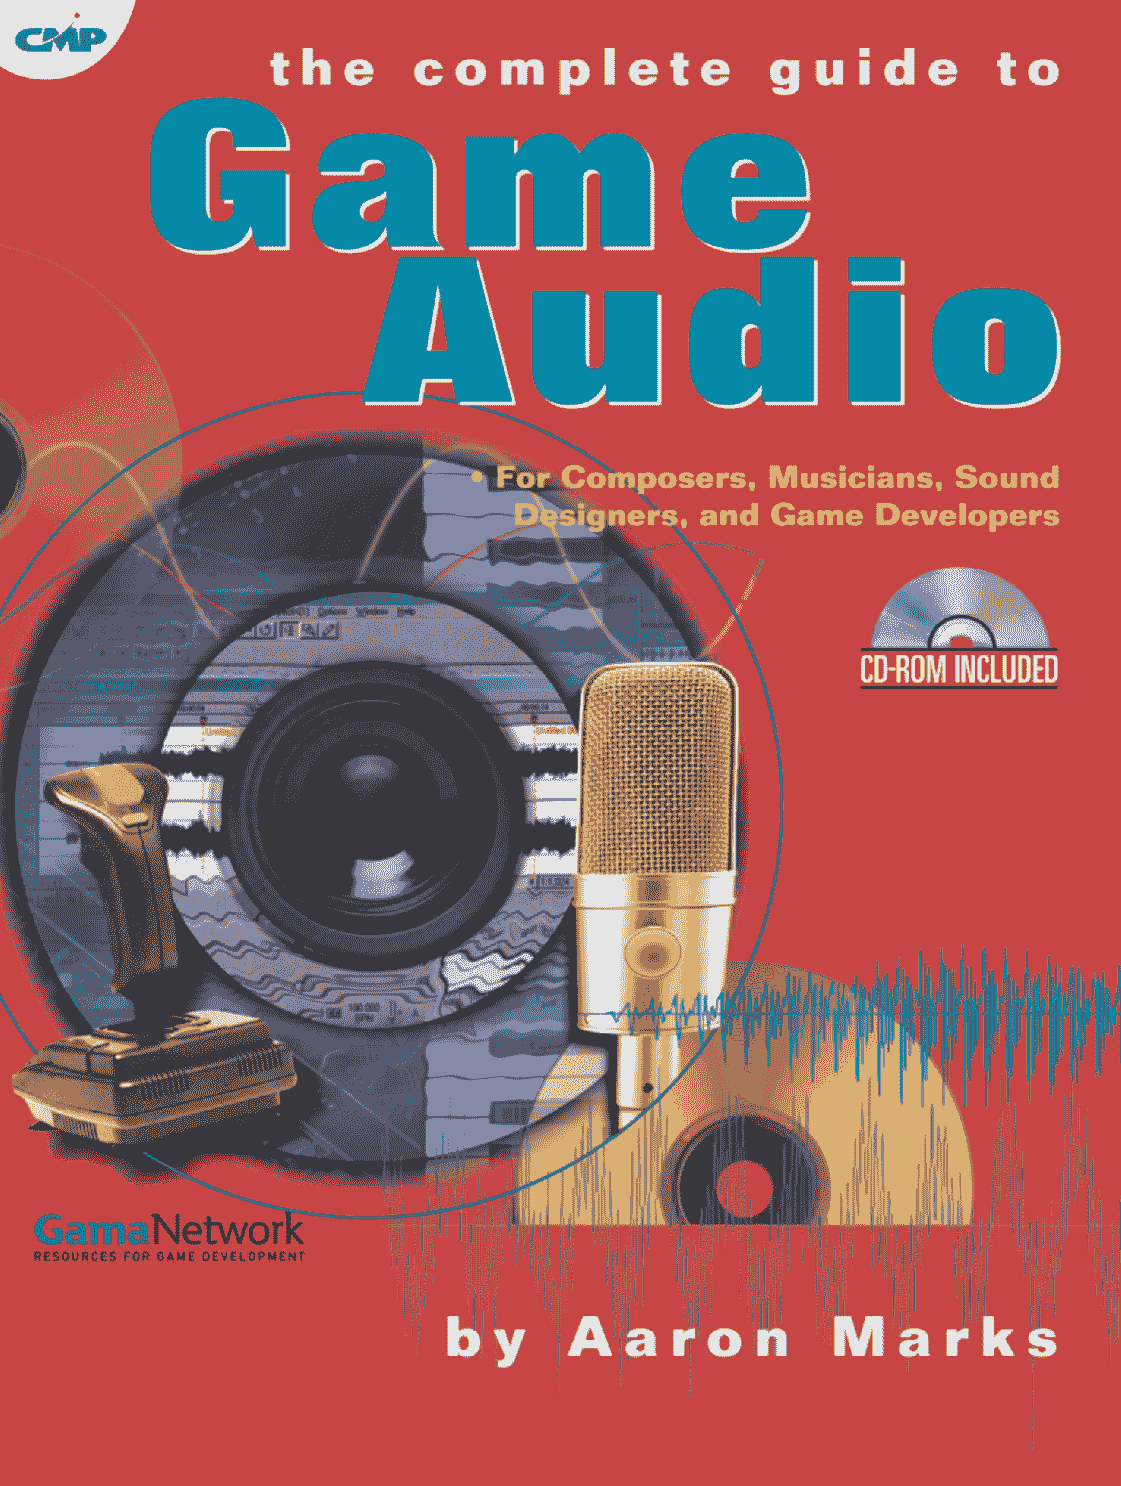 CMP
the complete guide to
Game
Audio
• For Composers, Musicians, Sound
Designers, and Game Developers
CD-ROM INCLUDED
GamaNetwork
RESOURCES FOR GAME DEVELOPMENT
by Aaron Marks